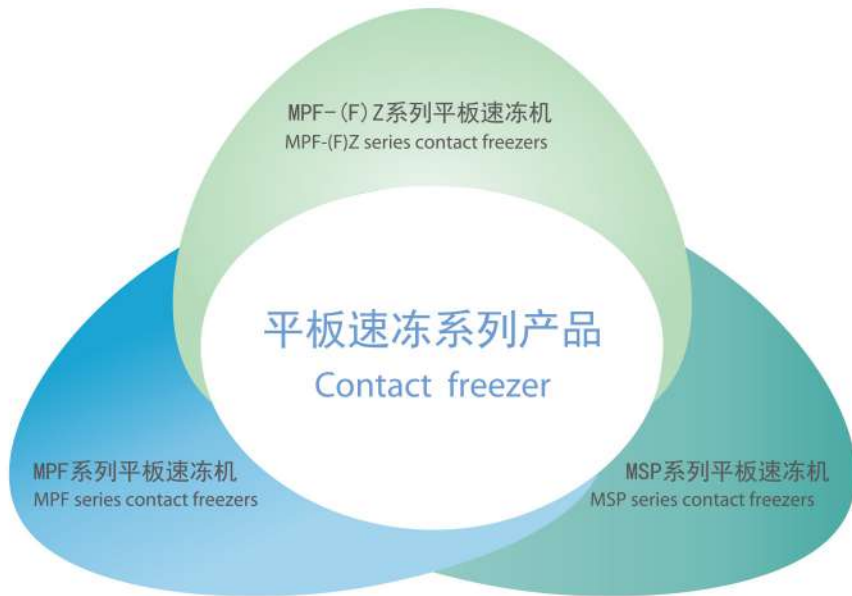 MPF-(F)Z系列平板速冻机
MPF-(F)Z series contact freezers
平板速冻系列产品
Contact freezer
MPF系列平板速冻机
MPF series contact freezers
MSP系列平板速冻机
MSP series contact freezers